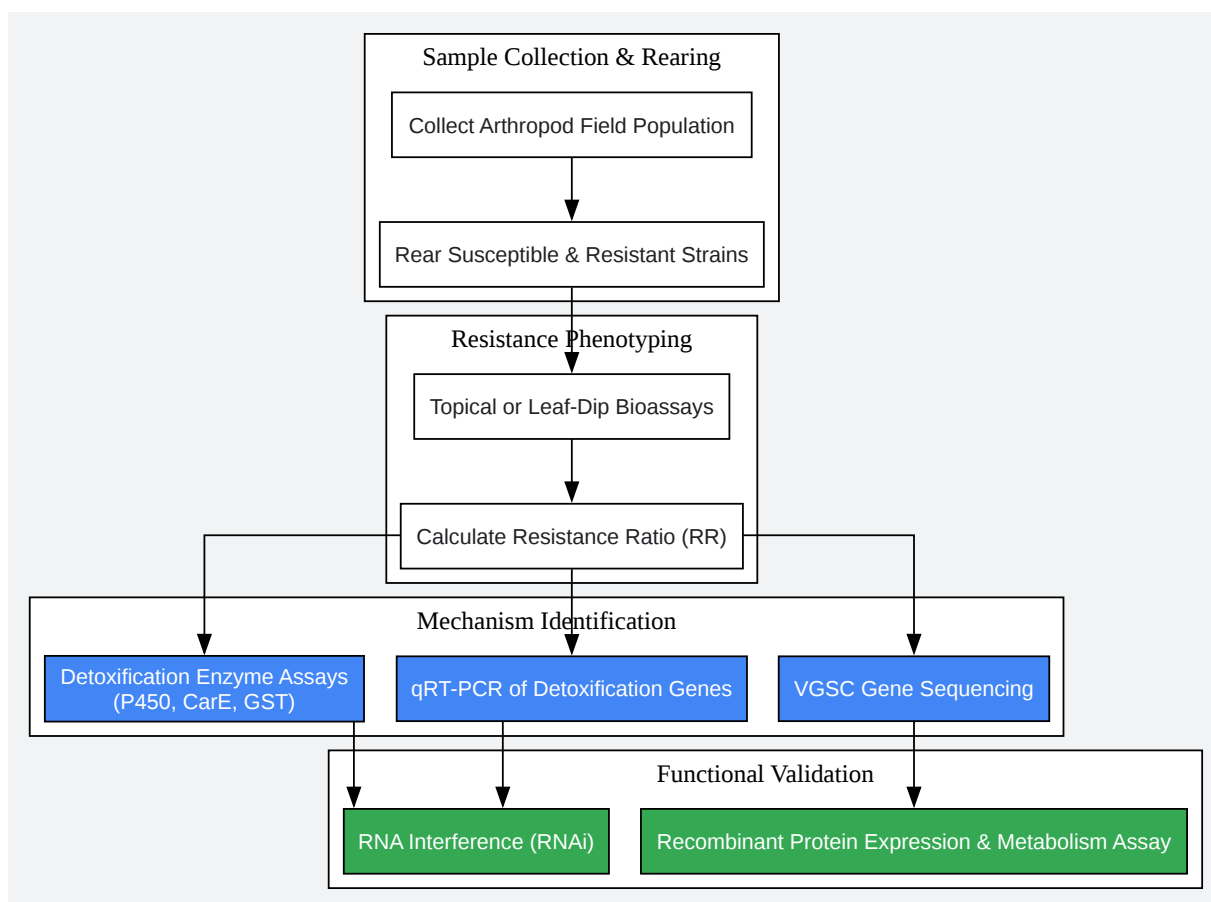 Sample Collection & Rearing
Collect Arthropod Field Population
Rear Susceptible & Resistant Strains
Resistance Phenotyping
Topical or Leaf-Dip Bioassays
Calculate Resistance Ratio (RR)
Mechanism Identification
Detoxification Enzyme Assays
(P450, CarE, GST)
qRT-PCR of Detoxification Genes
VGSC Gene Sequencing
Functional Validation
RNA Interference (RNAi)
Recombinant Protein Expression & Metabolism Assay